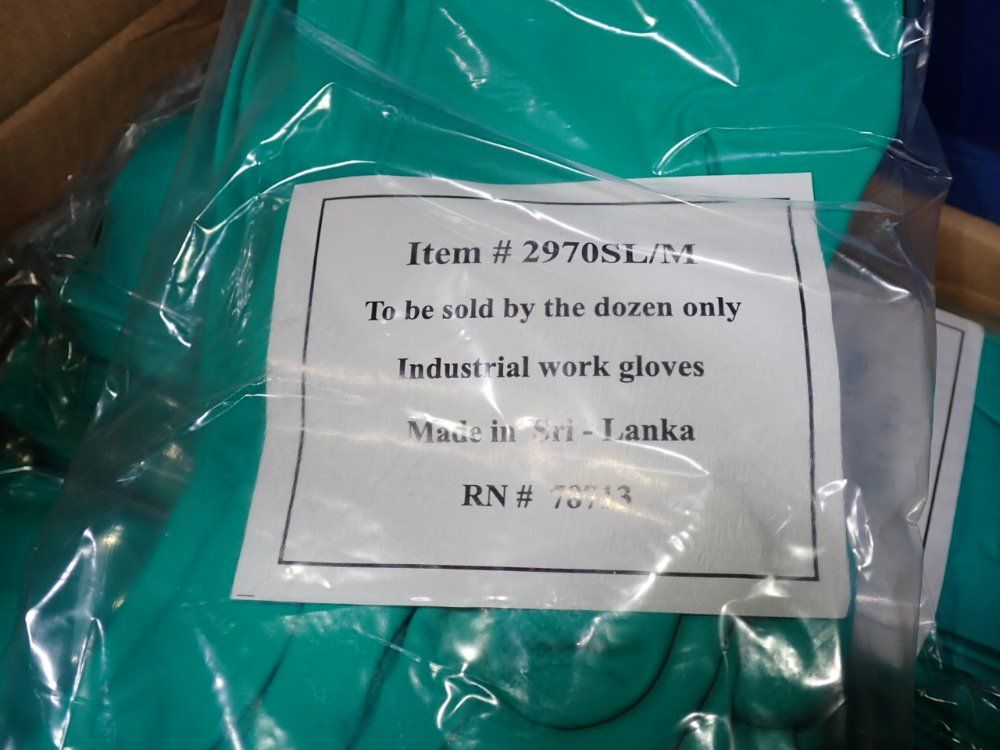 Item # 2970SL/M
To be sold by the dozen only
Industrial work gloves
Made in Sri - Lanka
RN # 78713